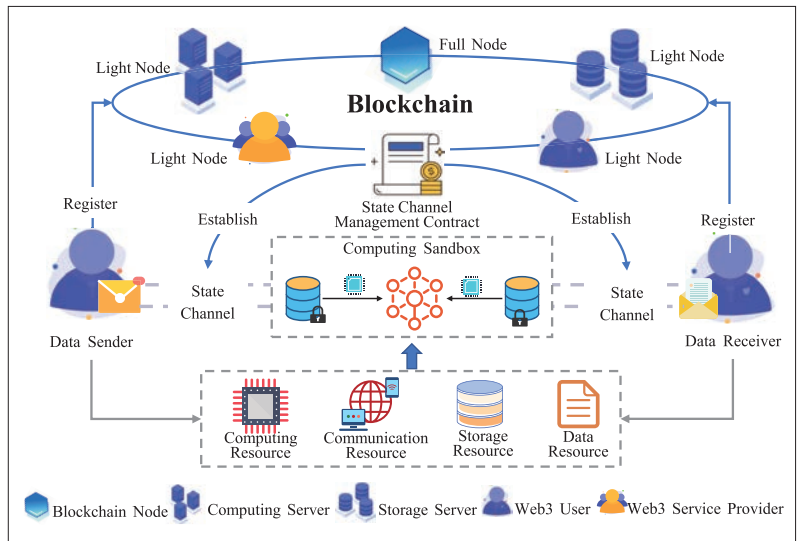 Full Node
Light Node
Light Node
Blockchain
Light Node
Light Node
State Channel
Management Contract
Register
Register
Establish
Establish
Computing Sandbox
State
Channel
State
Channel
Data Sender
Data Receiver
Computing
Resource
Communication
Resource
Storage
Resource
Data
Resource
Blockchain Node
Computing Server
Storage Server
Web3 User
Web3 Service Provider